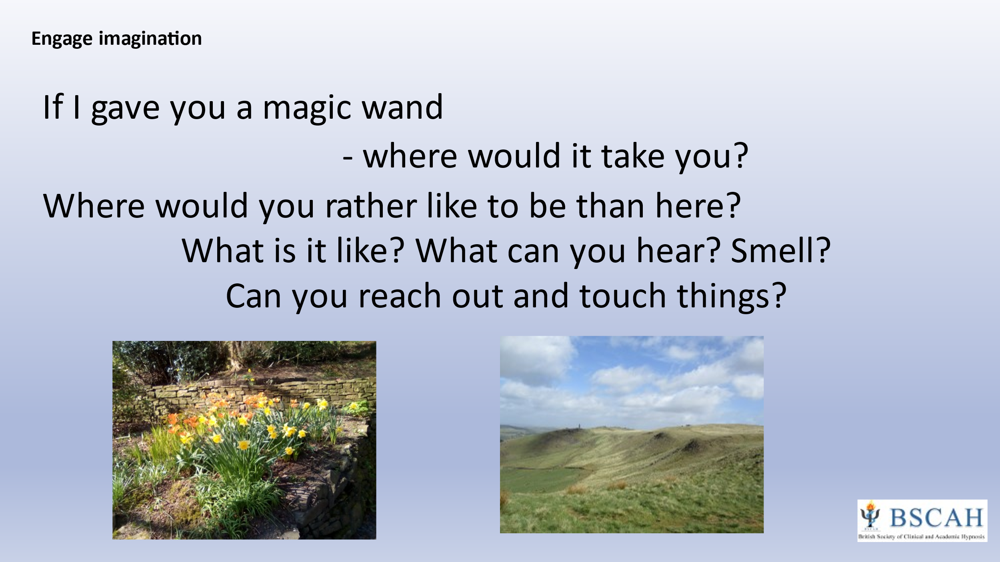 Engage imagination
If I gave you a magic wand
- where would it take you?
Where would you rather like to be than here?
What is it like? What can you hear? Smell?
Can you reach out and touch things?
BSCAH
BSCAH
British Society of Clinical and Academic Hypnosis